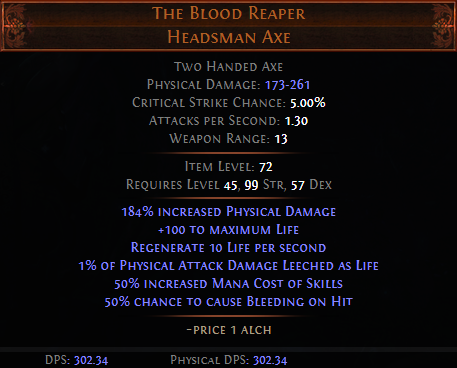 The Blood Reaper
Headsman Axe
Two Handed Axe
Physical Damage: 173-261
Critical Strike Chance: 5.00%
Attacks per Second: 1.30
Weapon Range: 13
Item Level: 72
Requires Level 45, 99 Str, 57 Dex
184% increased Physical Damage
+100 to maximum Life
Regenerate 10 Life per second
1% of Physical Attack Damage Leeched as Life
50% increased Mana Cost of Skills
50% chance to cause Bleeding on Hit
~price 1 alch
DPS: 302.34 Physical DPS: 302.34